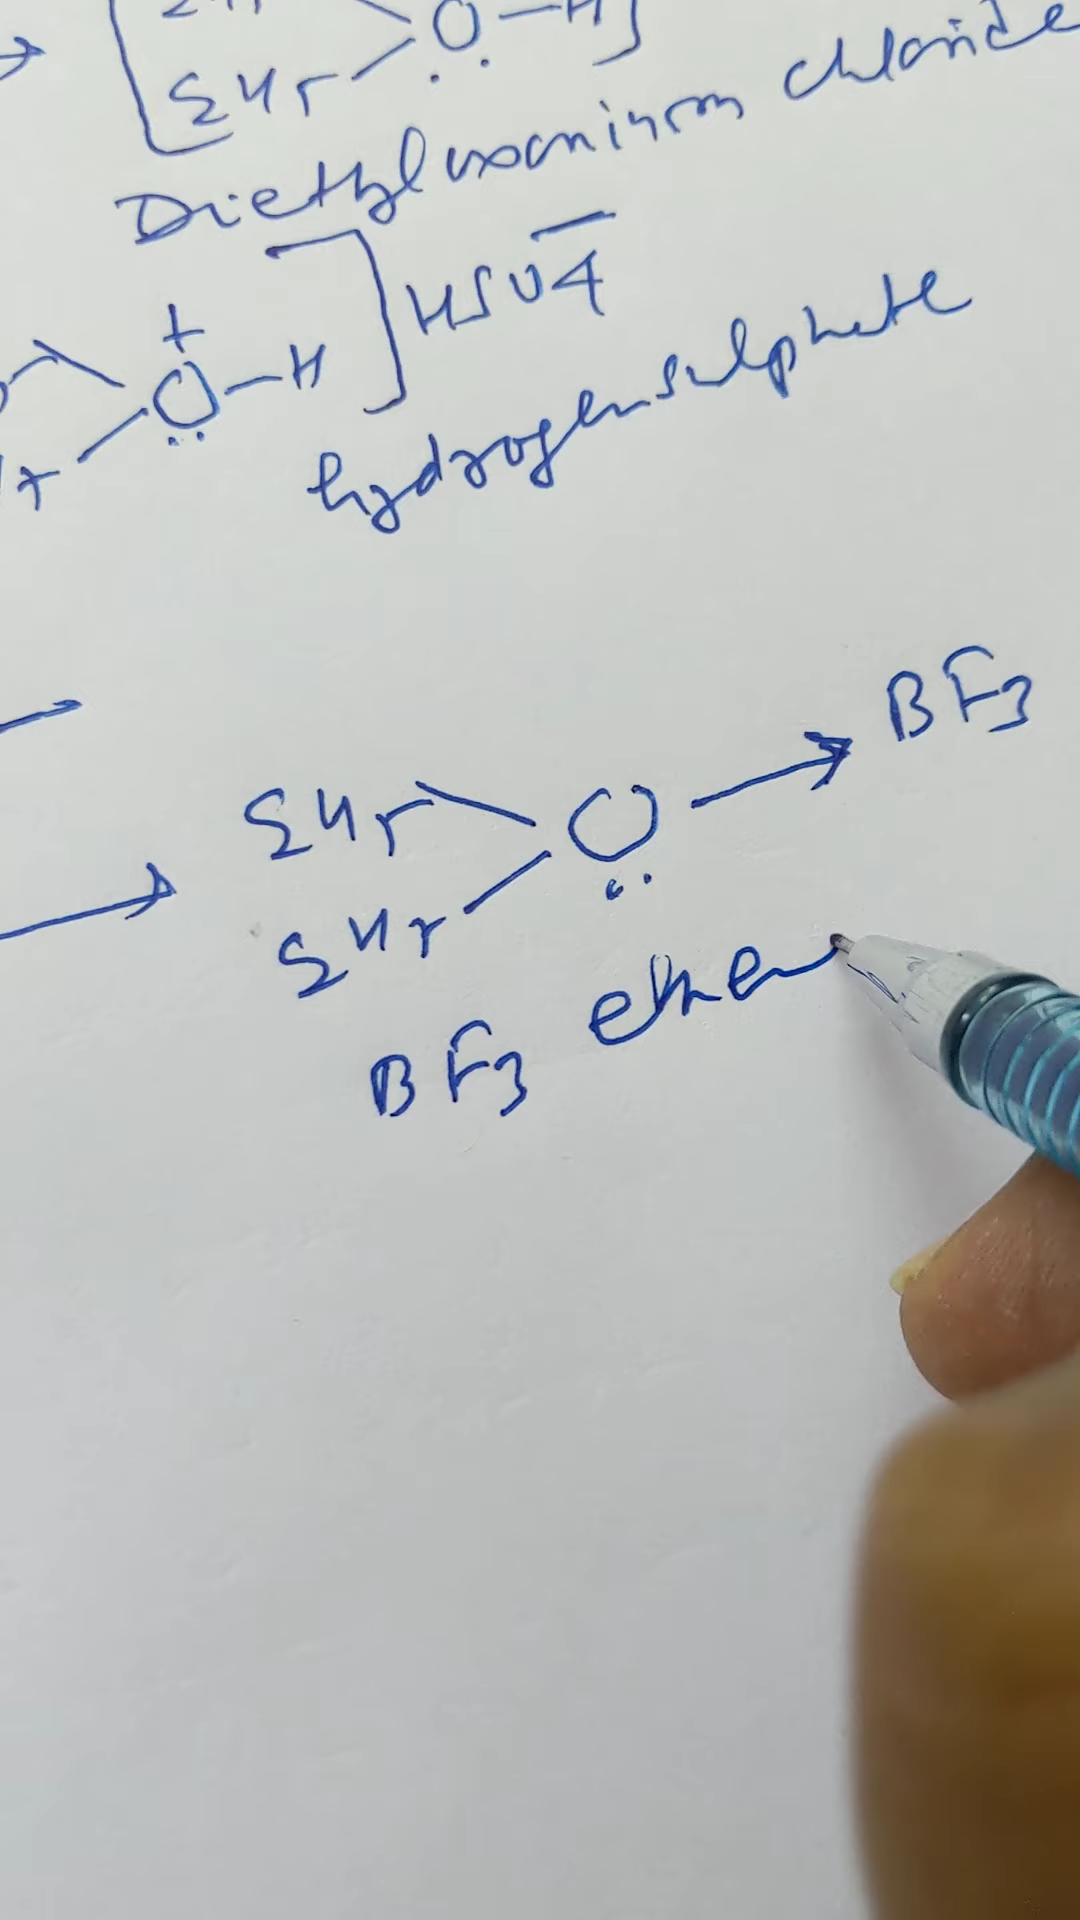 C2H5 O—H]
Diethyloxonium chloride
+
O—H] HSO4‾
hydrogensulphate
C2H5
C2H5 O → BF3
BF3 ether